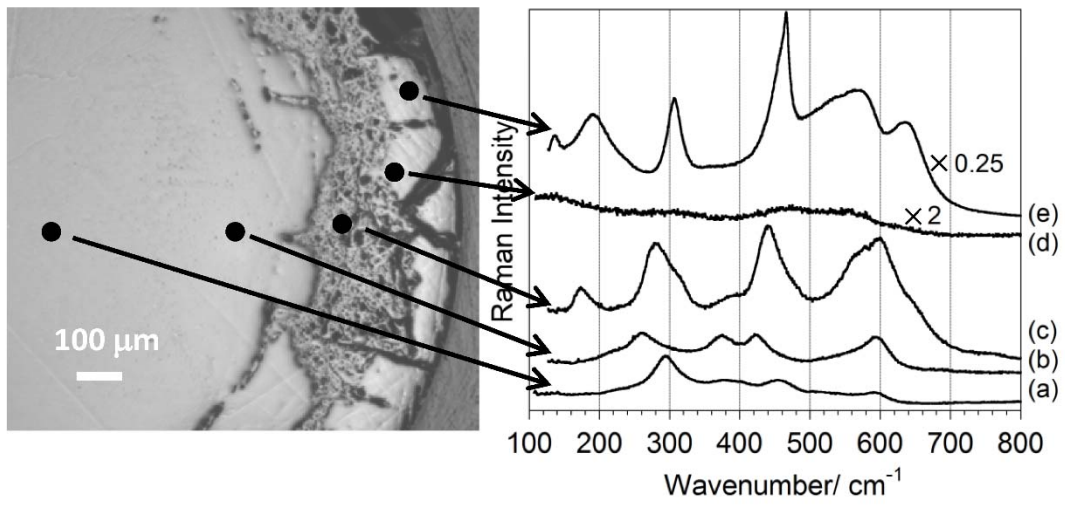 100 μm
Raman Intensity
× 0.25
× 2
(e)
(d)
(c)
(b)
(a)
100 200 300 400 500 600 700 800
Wavenumber/ cm⁻¹